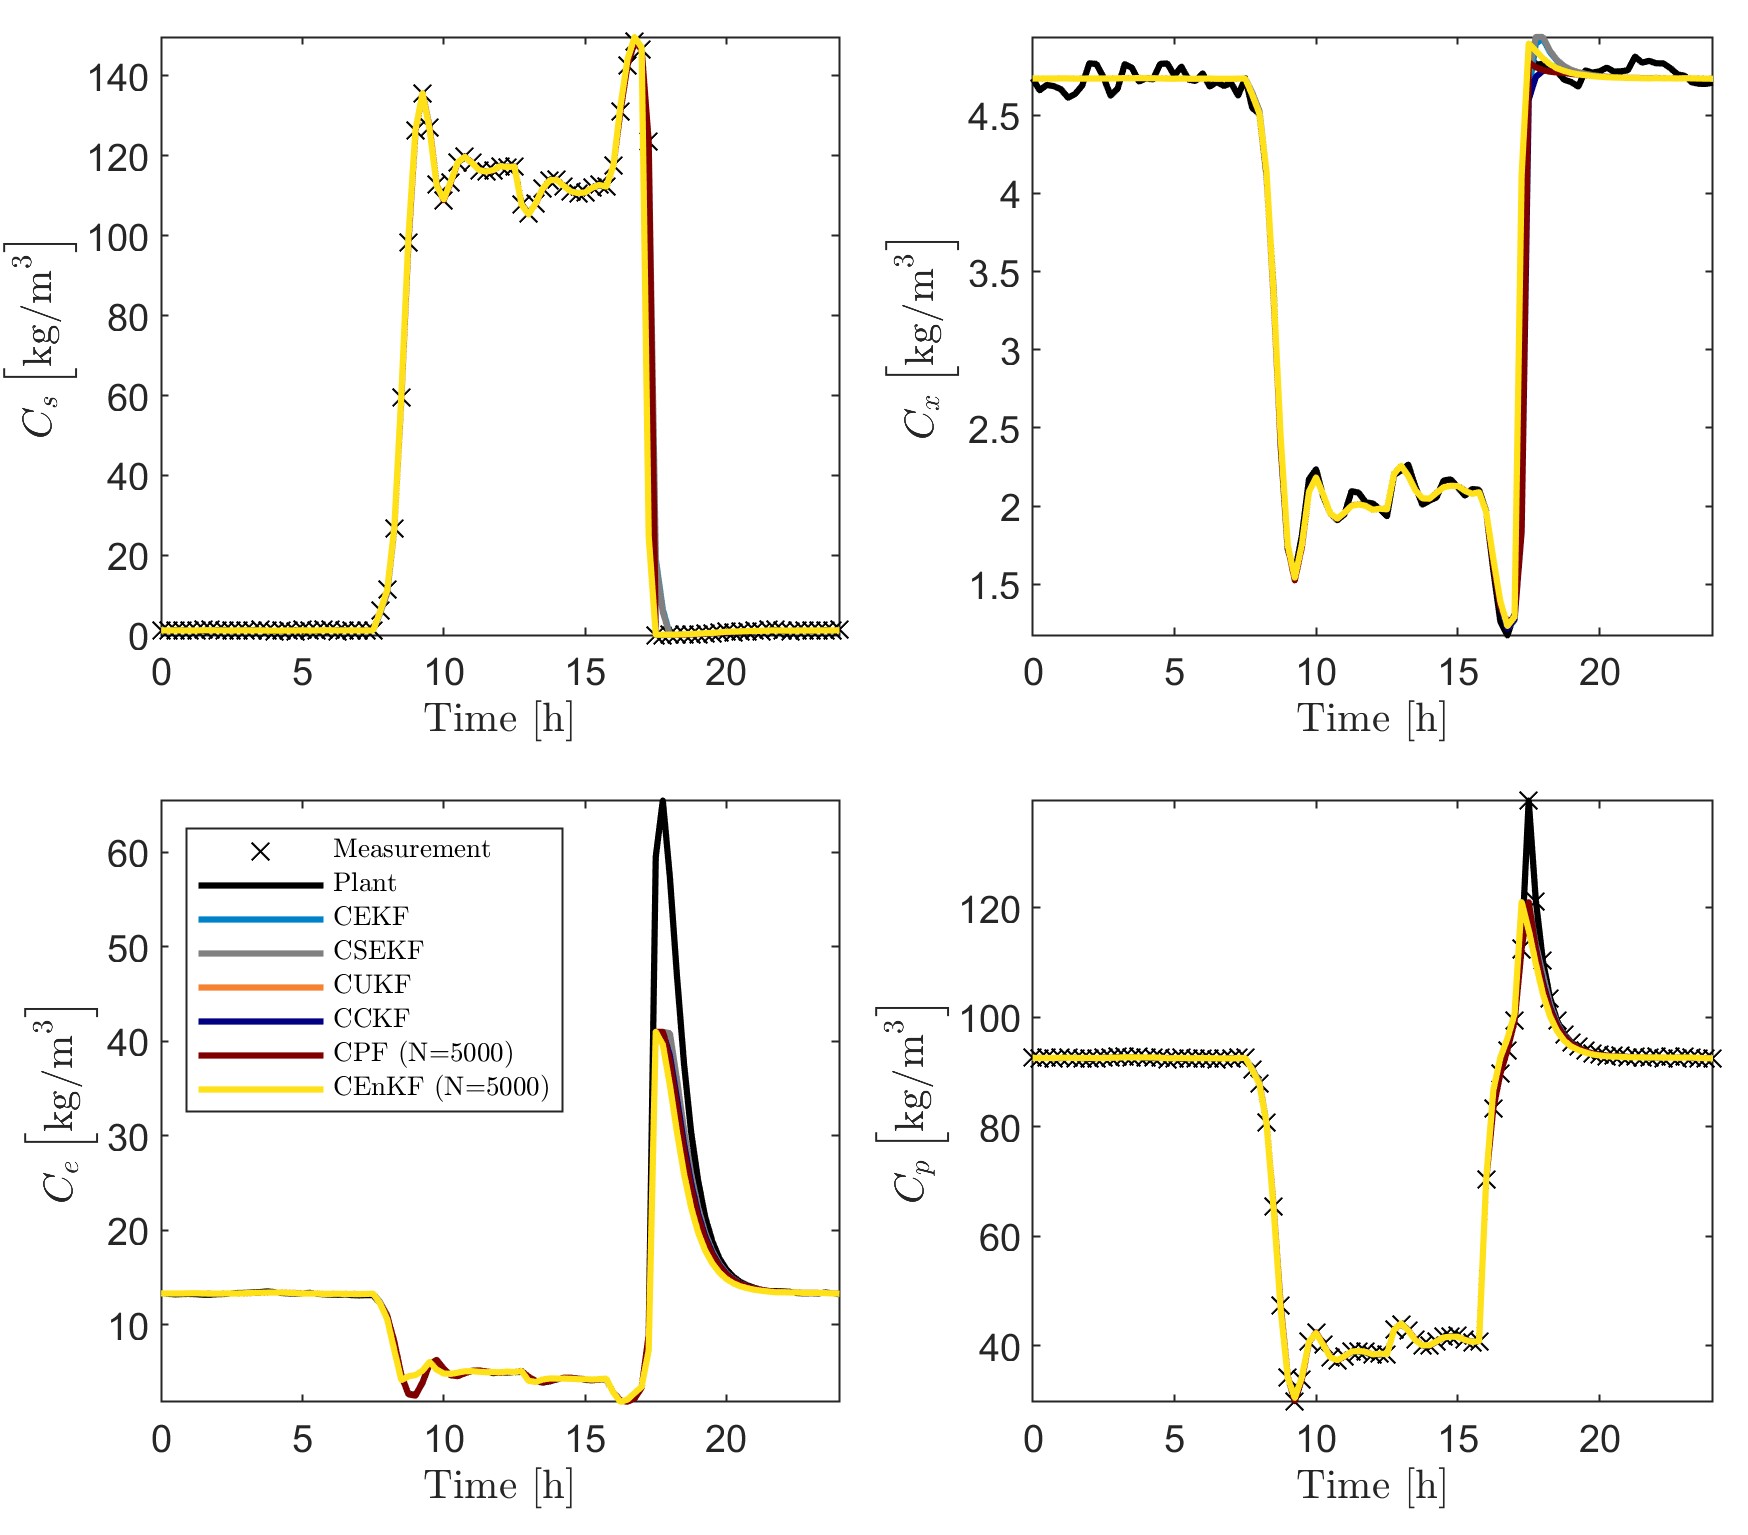 140
120
100
80
60
40
20
0
C_s [kg/m^3]
0 5 10 15 20
Time [h]
4.5
4
3.5
3
2.5
2
1.5
C_x [kg/m^3]
0 5 10 15 20
Time [h]
60
50
40
30
20
10
C_e [kg/m^3]
Measurement
Plant
CEKF
CSEKF
CUKF
CCKF
CPF (N=5000)
CEnKF (N=5000)
0 5 10 15 20
Time [h]
120
100
80
60
40
C_p [kg/m^3]
0 5 10 15 20
Time [h]